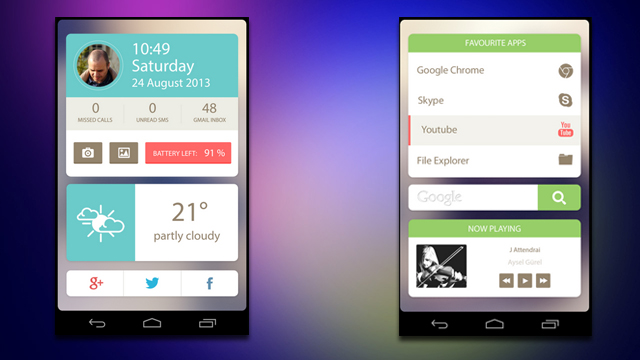 10:49
Saturday
24 August 2013
0
MISSED CALLS
0
UNREAD SMS
48
GMAIL INBOX
BATTERY LEFT: 91 %
21°
partly cloudy
g+
f
FAVOURITE APPS
Google Chrome
Skype
S
Youtube
You
Tube
File Explorer
Google
NOW PLAYING
J Attendrai
Aysel Gürel